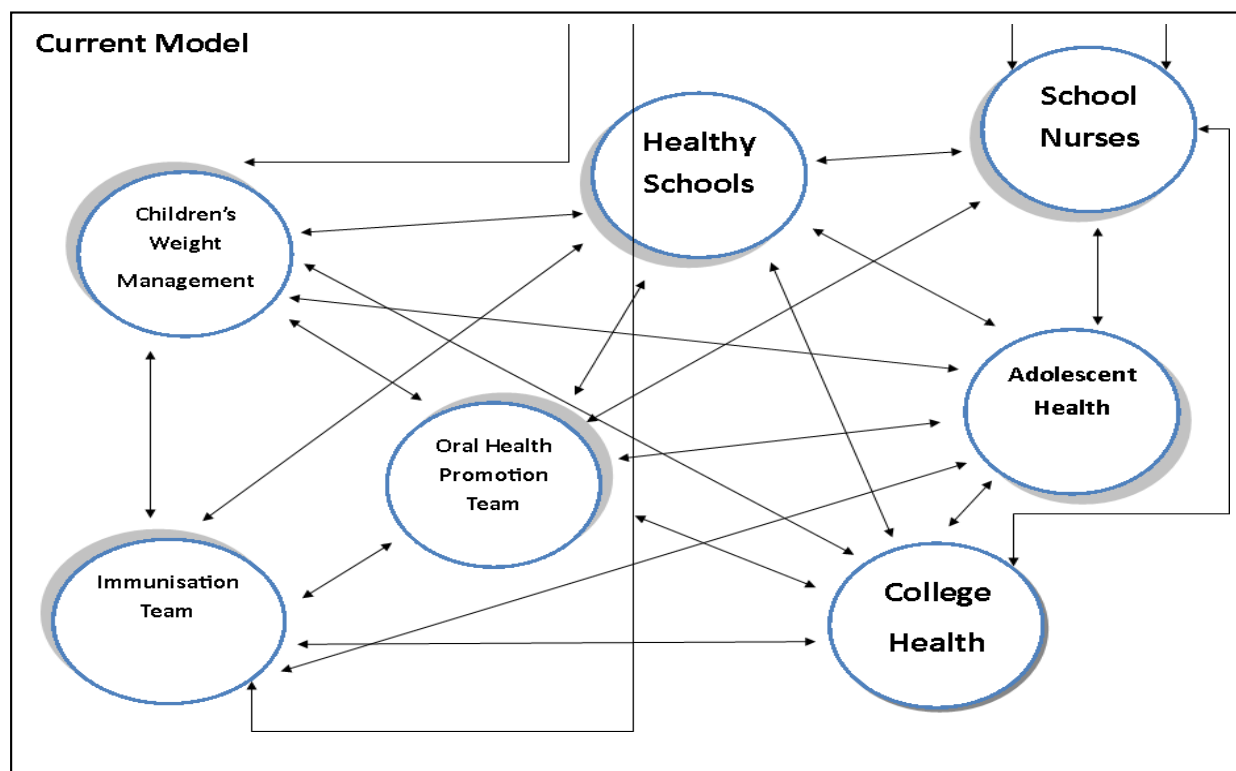 Current Model
School
Nurses
Healthy
Schools
Children's
Weight
Management
Adolescent
Health
Oral Health
Promotion
Team
Immunisation
Team
College
Health